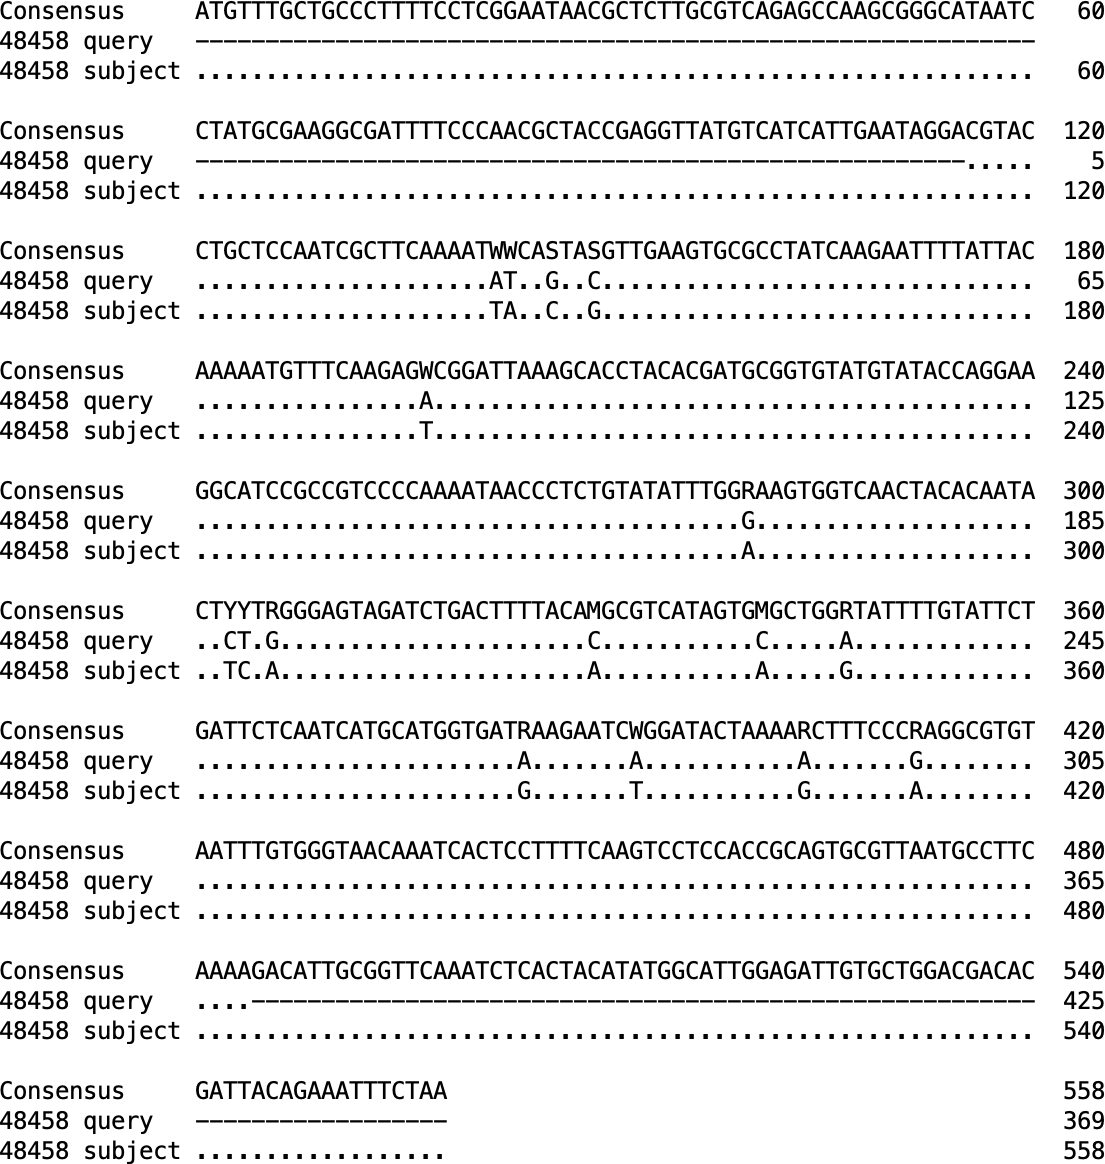 Consensus ATGTTTGCTGCCCTTTTCCTCGGAATAACGCTCTTGCGTCAGAGCCAAGCGGGCATAATC 60
48458 query ------------------------------------------------------------
48458 subject ............................................................ 60
Consensus CTATGCGAAGGCGATTTTCCCAACGCTACCGAGGTTATGTCATCATTGAATAGGACGTAC 120
48458 query -------------------------------------------------------..... 5
48458 subject ............................................................ 120
Consensus CTGCTCCAATCGCTTCAAAATWWCASTASGTTGAAGTGCGCCTATCAAGAATTTTATTAC 180
48458 query .....................AT..G..C............................... 65
48458 subject .....................TA..C..G............................... 180
Consensus AAAAATGTTTCAAGAGWCGGATTAAAGCACCTACACGATGCGGTGTATGTATACCAGGAA 240
48458 query ................A........................................... 125
48458 subject ................T........................................... 240
Consensus GGCATCCGCCGTCCCCAAAATAACCCTCTGTATATTTGGRAAGTGGTCAACTACACAATA 300
48458 query .......................................G.................... 185
48458 subject .......................................A.................... 300
Consensus CTYYTRGGGAGTAGATCTGACTTTTACAMGCGTCATAGTGMGCTGGRTATTTTGTATTCT 360
48458 query ..CT.G......................C...........C.....A............. 245
48458 subject ..TC.A......................A...........A.....G............. 360
Consensus GATTCTCAATCATGCATGGTGATRAAGAATCWGGATACTAAAARCTTTCCCRAGGCGTGT 420
48458 query .......................A.......A...........A.......G........ 305
48458 subject .......................G.......T...........G.......A........ 420
Consensus AATTTGTGGGTAACAAATCACTCCTTTTCAAGTCCTCCACCGCAGTGCGTTAATGCCTTC 480
48458 query ............................................................ 365
48458 subject ............................................................ 480
Consensus AAAAGACATTGCGGTTCAAATCTCACTACATATGGCATTGGAGATTGTGCTGGACGACAC 540
48458 query ....-------------------------------------------------------- 425
48458 subject ............................................................ 540
Consensus GATTACAGAAATTTCTAA 558
48458 query ------------------ 369
48458 subject .................. 558